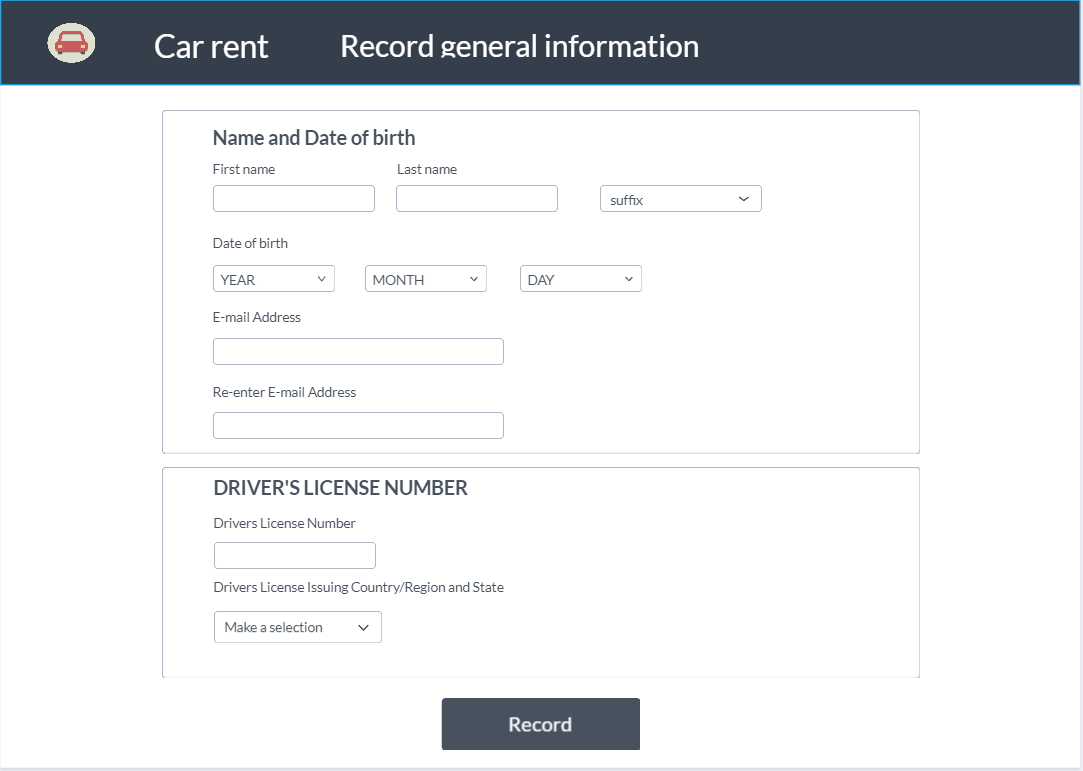 Car rent
Record general information
Name and Date of birth
First name
Last name
suffix
Date of birth
YEAR
MONTH
DAY
E-mail Address
Re-enter E-mail Address
DRIVER'S LICENSE NUMBER
Drivers License Number
Drivers License Issuing Country/Region and State
Make a selection
Record